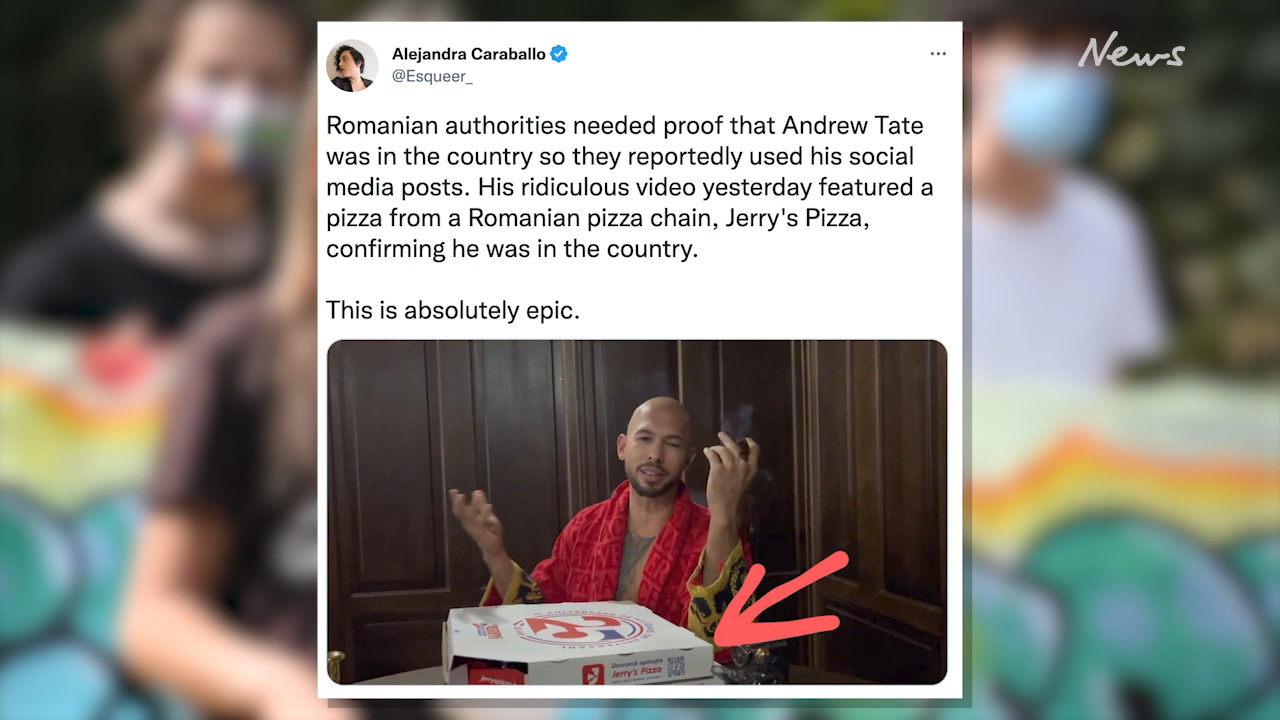 News
Alejandra Caraballo
@Esqueer_
Romanian authorities needed proof that Andrew Tate
was in the country so they reportedly used his social
media posts. His ridiculous video yesterday featured a
pizza from a Romanian pizza chain, Jerry's Pizza,
confirming he was in the country.
This is absolutely epic.
Descarcă aplicația
Jerry's Pizza